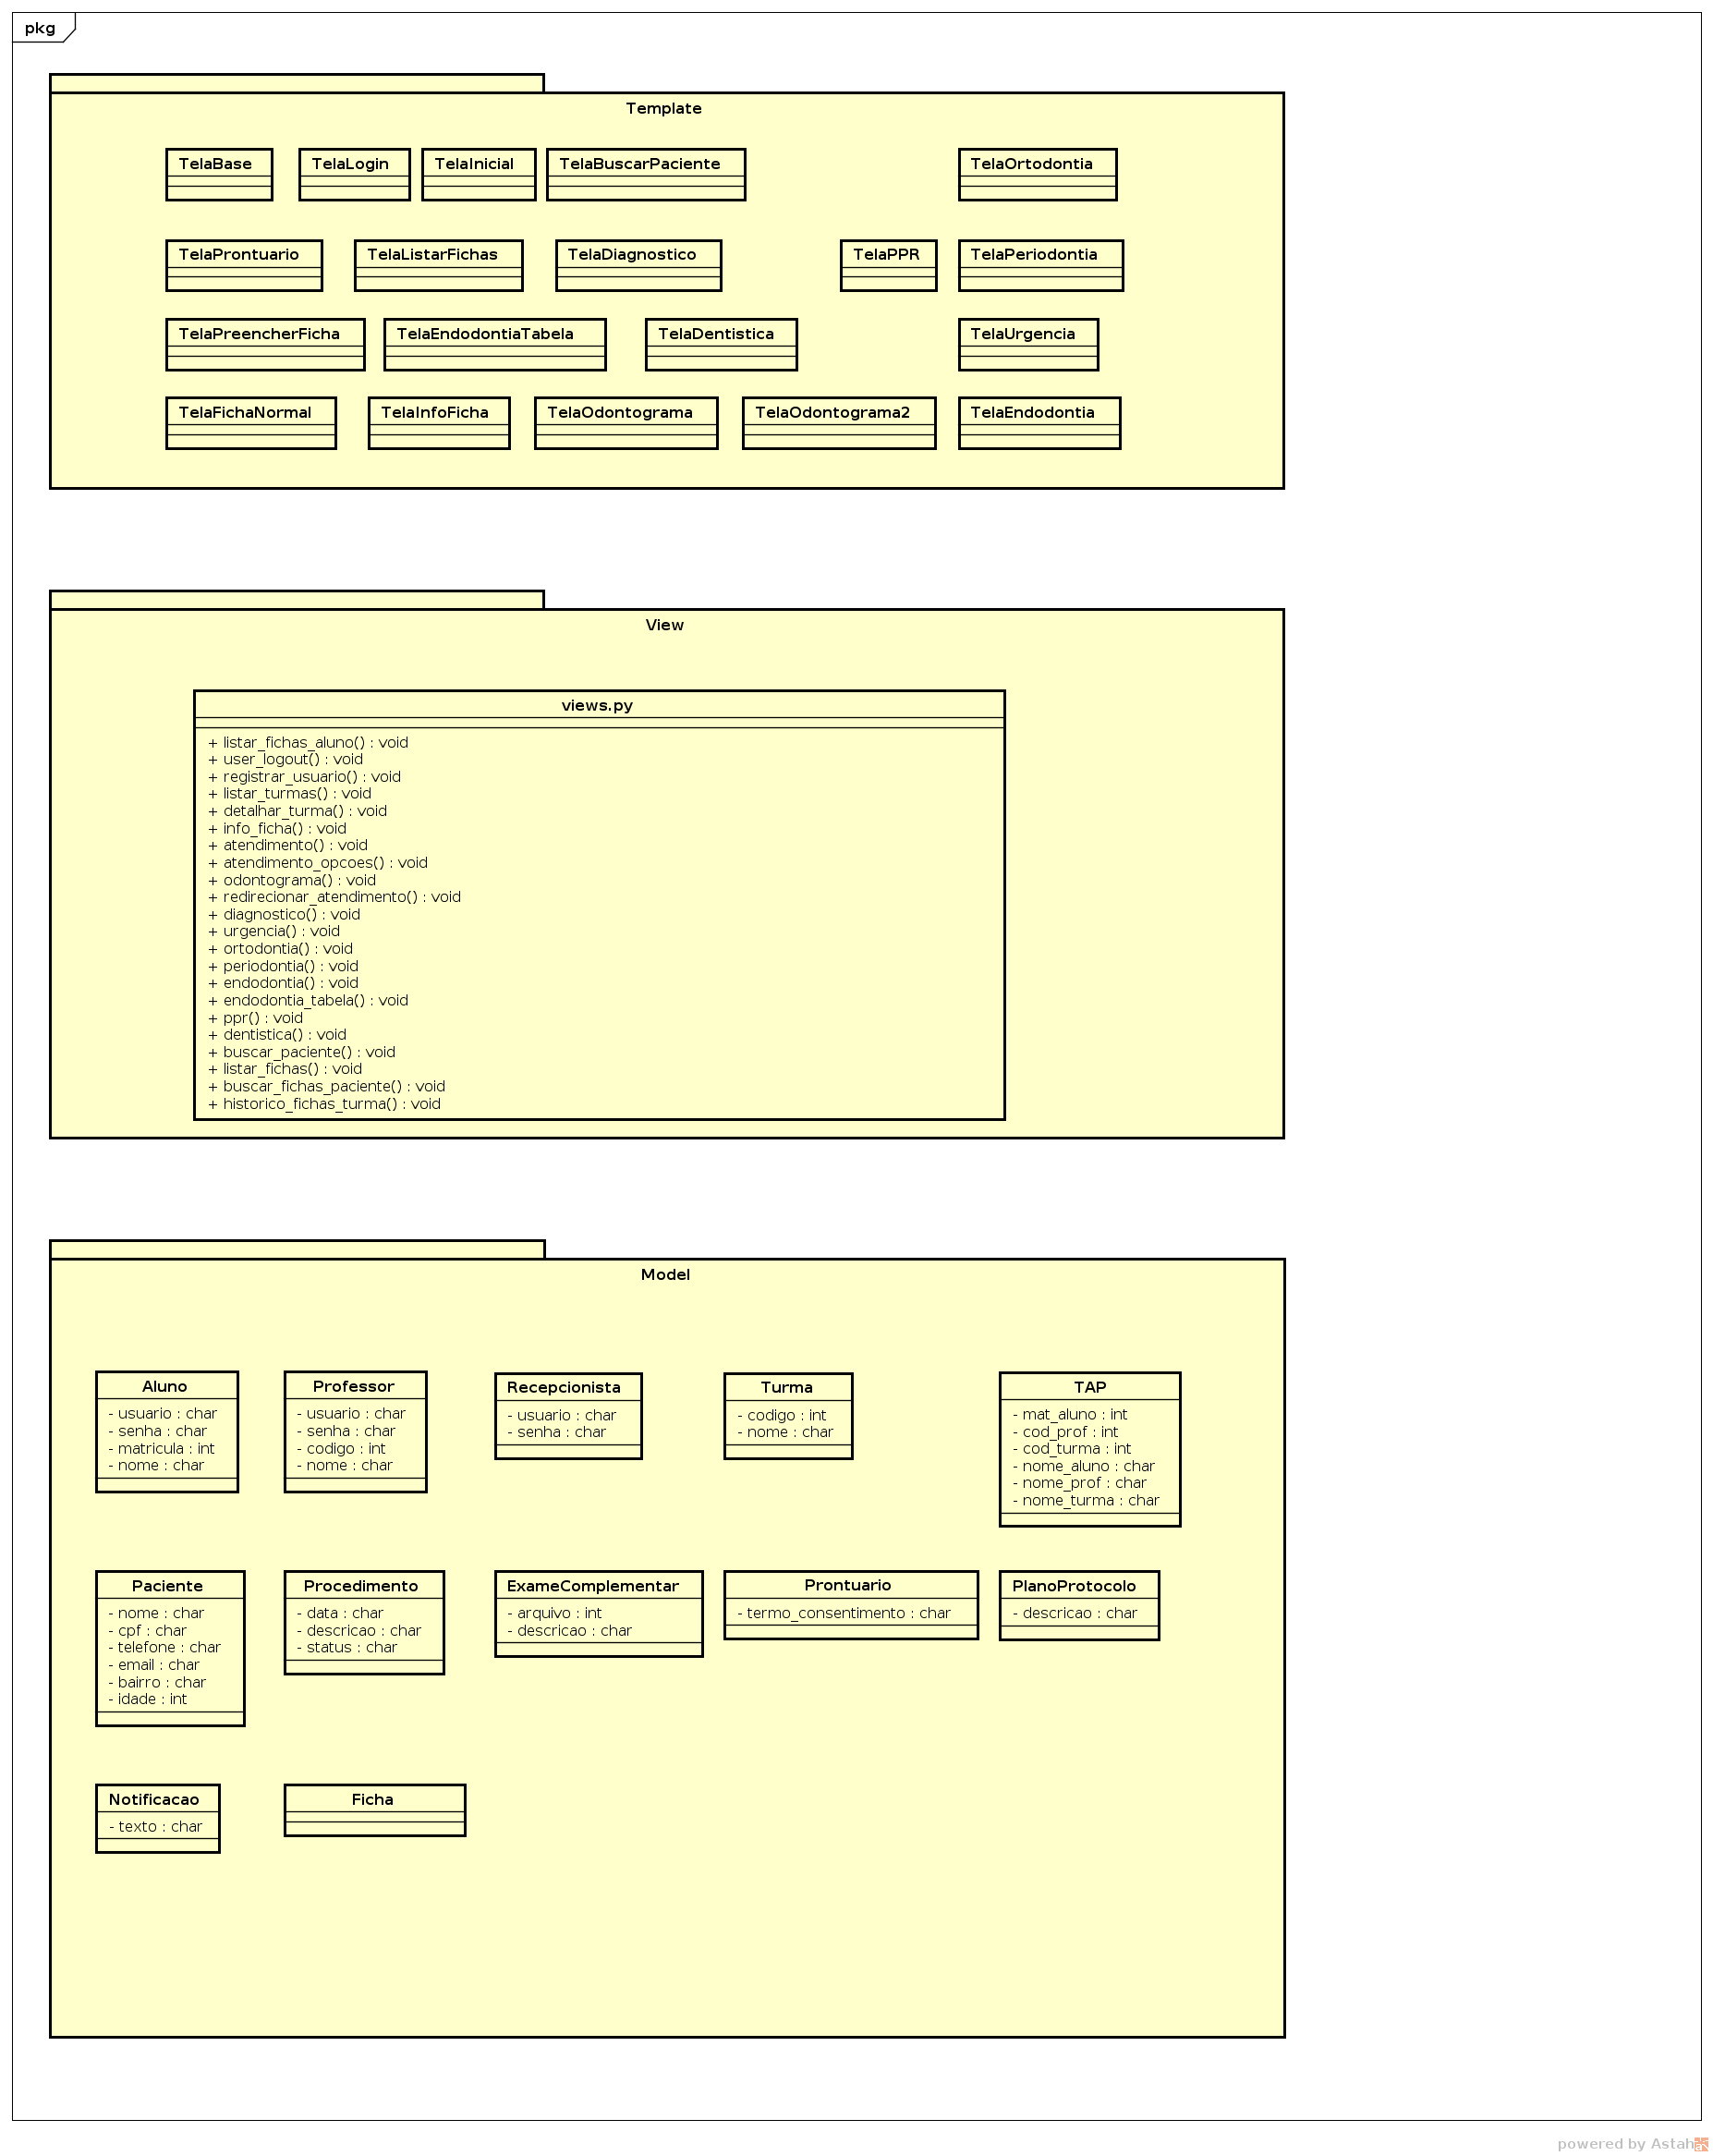 pkg
Template
TelaBase
TelaLogin
TelaInicial
TelaBuscarPaciente
TelaOrtodontia
TelaProntuario
TelaListarFichas
TelaDiagnostico
TelaPPR
TelaPeriodontia
TelaPreencherFicha
TelaEndodontiaTabela
TelaDentistica
TelaUrgencia
TelaFichaNormal
TelaInfoFicha
TelaOdontograma
TelaOdontograma2
TelaEndodontia
View
views.py
+ listar_fichas_aluno() : void
+ user_logout() : void
+ registrar_usuario() : void
+ listar_turmas() : void
+ detalhar_turma() : void
+ info_ficha() : void
+ atendimento() : void
+ atendimento_opcoes() : void
+ odontograma() : void
+ redirecionar_atendimento() : void
+ diagnostico() : void
+ urgencia() : void
+ ortodontia() : void
+ periodontia() : void
+ endodontia() : void
+ endodontia_tabela() : void
+ ppr() : void
+ dentistica() : void
+ buscar_paciente() : void
+ listar_fichas() : void
+ buscar_fichas_paciente() : void
+ historico_fichas_turma() : void
Model
Aluno
- usuario : char
- senha : char
- matricula : int
- nome : char
Professor
- usuario : char
- senha : char
- codigo : int
- nome : char
Recepcionista
- usuario : char
- senha : char
Turma
- codigo : int
- nome : char
TAP
- mat_aluno : int
- cod_prof : int
- cod_turma : int
- nome_aluno : char
- nome_prof : char
- nome_turma : char
Paciente
- nome : char
- cpf : char
- telefone : char
- email : char
- bairro : char
- idade : int
Procedimento
- data : char
- descricao : char
- status : char
ExameComplementar
- arquivo : int
- descricao : char
Prontuario
- termo_consentimento : char
PlanoProtocolo
- descricao : char
Notificacao
- texto : char
Ficha
powered by Astah